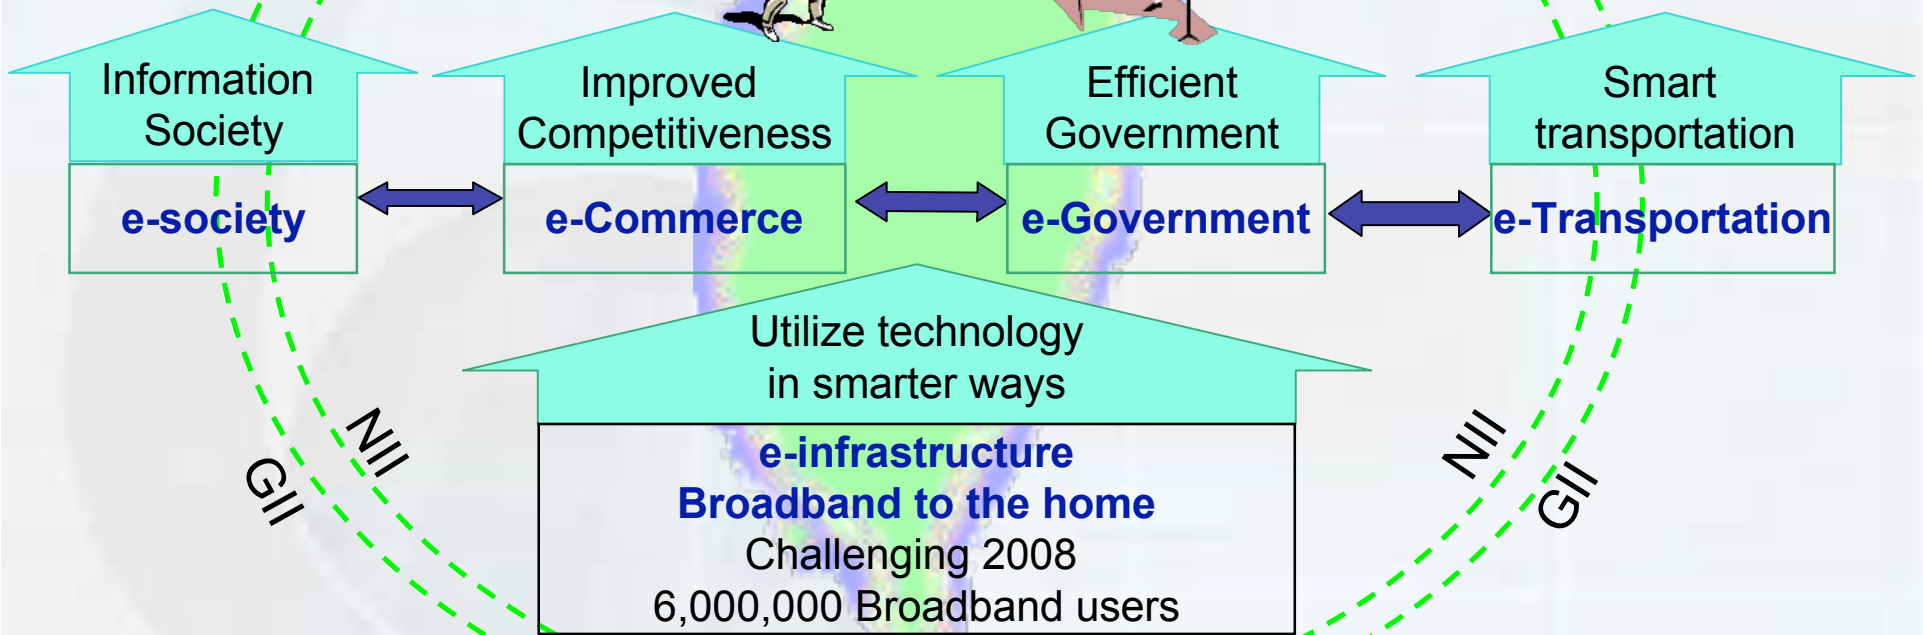 Information
Society
Improved
Competitiveness
Efficient
Government
Smart
transportation
e-society
e-Commerce
e-Government
e-Transportation
Utilize technology
in smarter ways
NII
GII
NII
GII
e-infrastructure
Broadband to the home
Challenging 2008
6,000,000 Broadband users